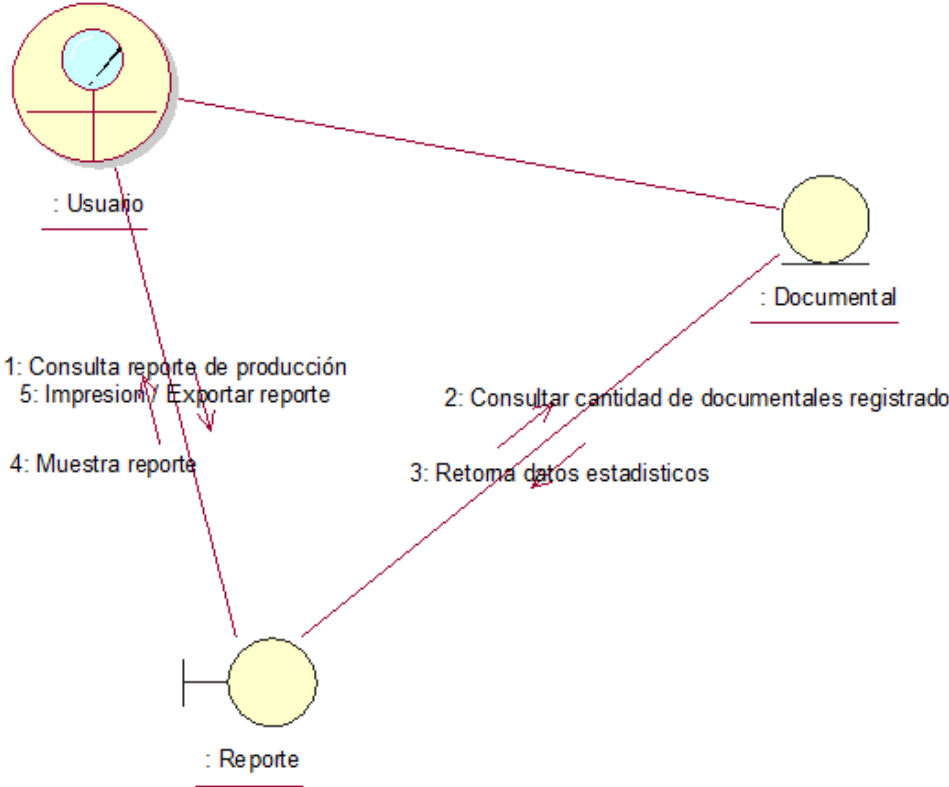 : Usuario
: Documental
1: Consulta reporte de producción
5: Impresion / Exportar reporte
2: Consultar cantidad de documentales registrado
4: Muestra reporte
3: Retorna datos estadisticos
: Reporte